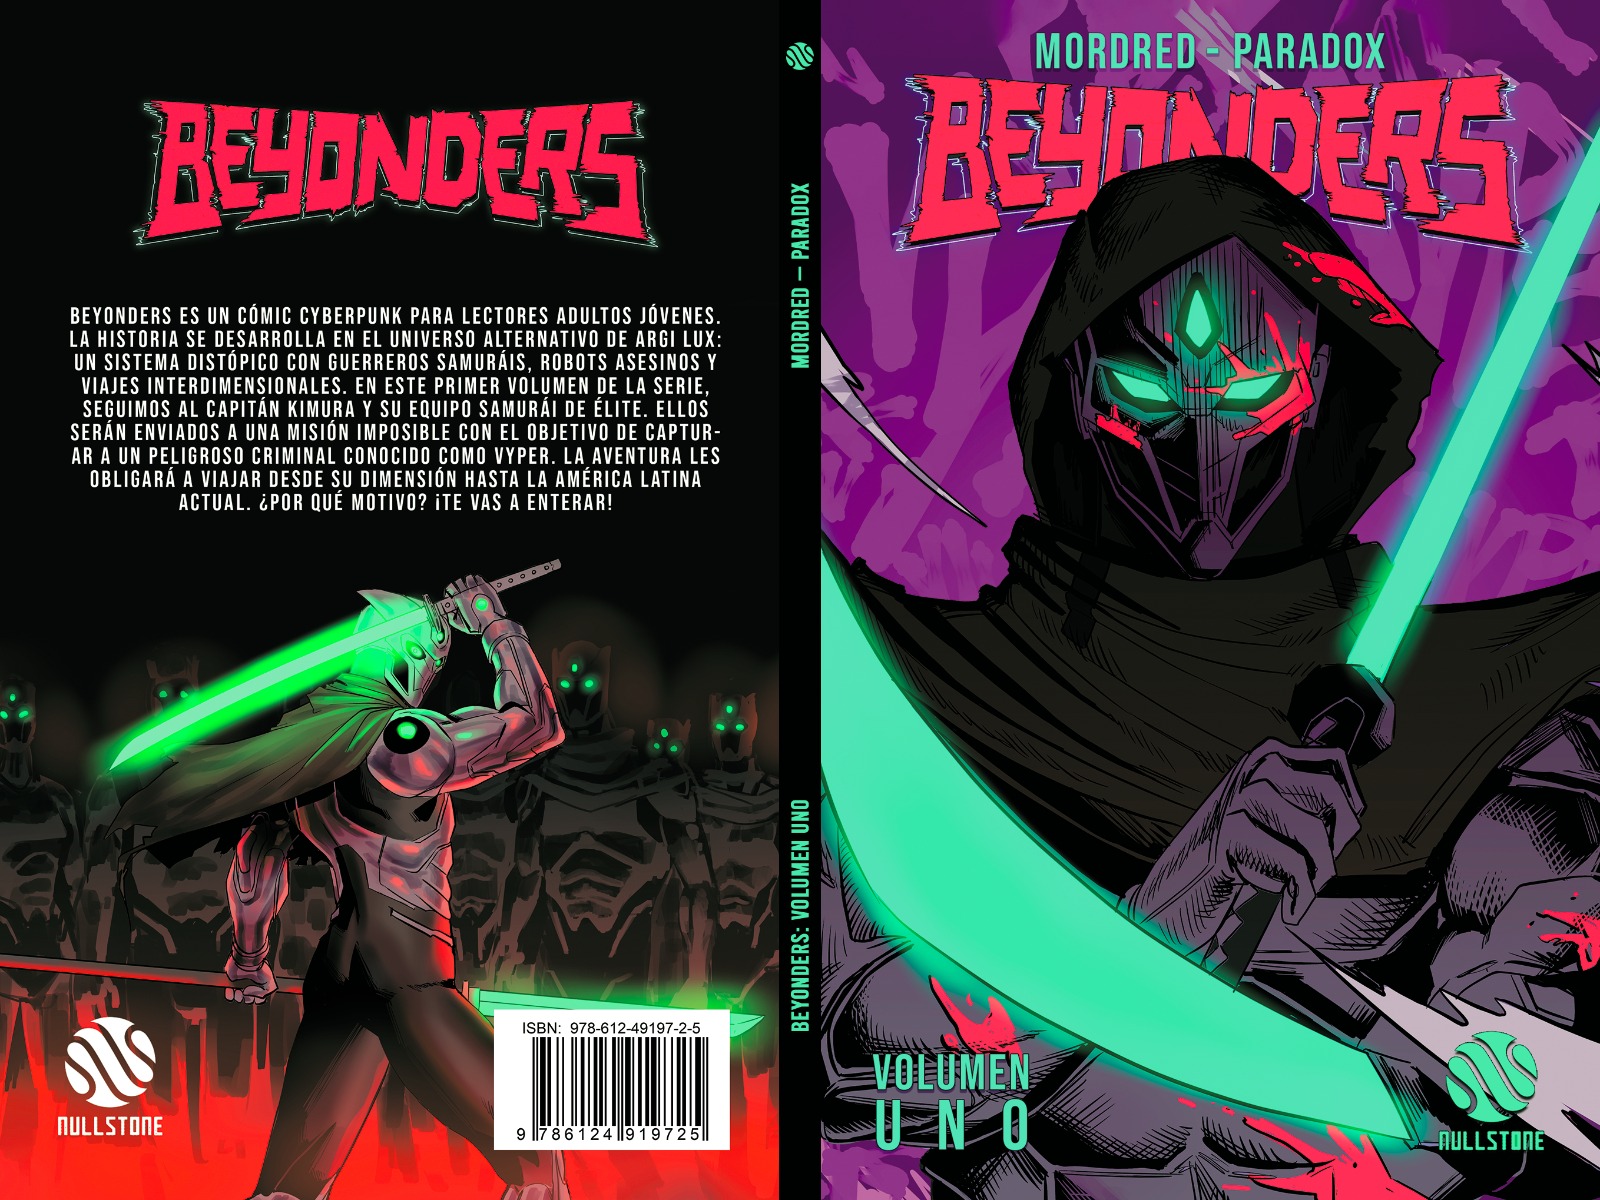 BEYONDERS
BEYONDERS ES UN CÓMIC CYBERPUNK PARA LECTORES ADULTOS JÓVENES.
LA HISTORIA SE DESARROLLA EN EL UNIVERSO ALTERNATIVO DE ARGI LUX:
UN SISTEMA DISTÓPICO CON GUERREROS SAMURÁIS, ROBOTS ASESINOS Y
VIAJES INTERDIMENSIONALES. EN ESTE PRIMER VOLUMEN DE LA SERIE,
SEGUIMOS AL CAPITÁN KIMURA Y SU EQUIPO SAMURÁI DE ÉLITE. ELLOS
SERÁN ENVIADOS A UNA MISIÓN IMPOSIBLE CON EL OBJETIVO DE CAPTUR-
AR A UN PELIGROSO CRIMINAL CONOCIDO COMO VYPER. LA AVENTURA LES
OBLIGARÁ A VIAJAR DESDE SU DIMENSIÓN HASTA LA AMÉRICA LATINA
ACTUAL. ¿POR QUÉ MOTIVO? ¡TE VAS A ENTERAR!
NULLSTONE
ISBN: 978-612-49197-2-5
9 786124 919725
MORDRED – PARADOX
BEYONDERS: VOLUMEN UNO
MORDRED - PARADOX
BEYONDERS
VOLUMEN
UNO
NULLSTONE